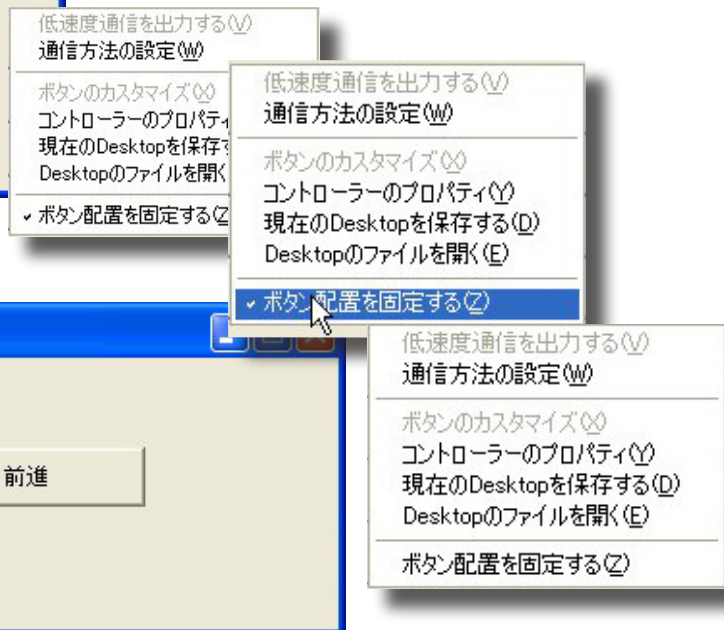 低速度通信を出力する(V)
通信方法の設定(W)
ボタンのカスタマイズ(X)
コントローラーのプロパティ
現在のDesktopを保存す
Desktopのファイルを開く
✓ ボタン配置を固定する(Z
低速度通信を出力する(V)
通信方法の設定(W)
ボタンのカスタマイズ(X)
コントローラーのプロパティ(Y)
現在のDesktopを保存する(D)
Desktopのファイルを開く(E)
✓ ボタン配置を固定する(Z)
低速度通信を出力する(V)
通信方法の設定(W)
ボタンのカスタマイズ(X)
コントローラーのプロパティ(Y)
現在のDesktopを保存する(D)
Desktopのファイルを開く(E)
ボタン配置を固定する(Z)
前進